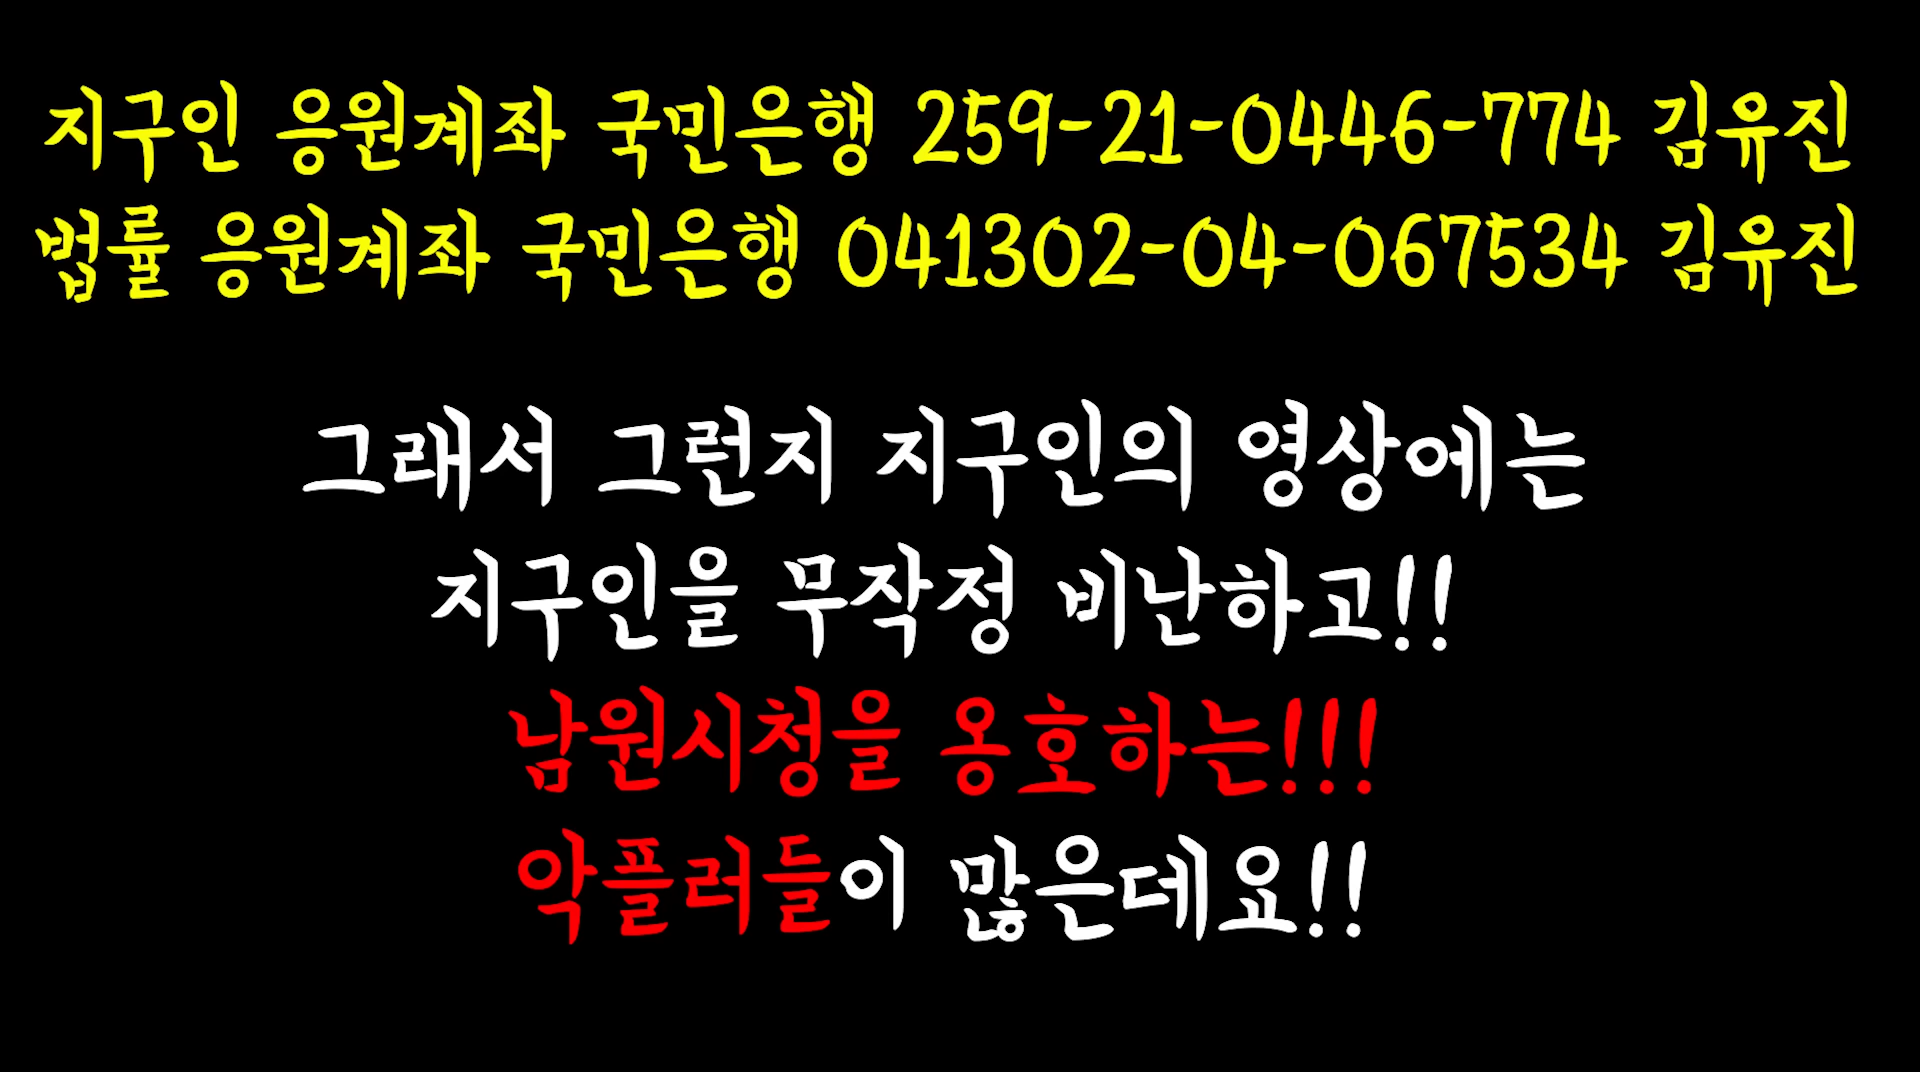 지구인 응원계좌 국민은행 259-21-0446-774 김유진
법률 응원계좌 국민은행 041302-04-067534 김유진
그래서 그런지 지구인의 영상에는
지구인을 무작정 비난하고!!
남원시청을 옹호하는!!!
악플러들이 많은데요!!